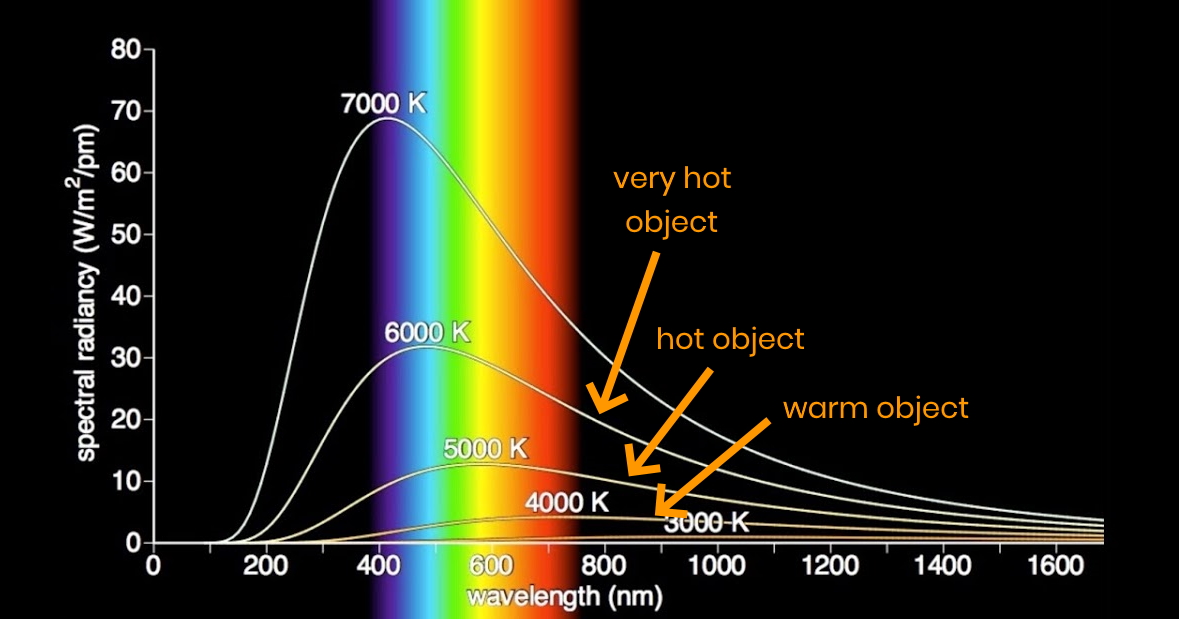 80
70
60
50
40
30
20
10
0
spectral radiancy (W/m²/pm)
7000 K
6000 K
5000 K
4000 K
3000 K
very hot
object
hot object
warm object
0 200 400 600 800 1000 1200 1400 1600
wavelength (nm)